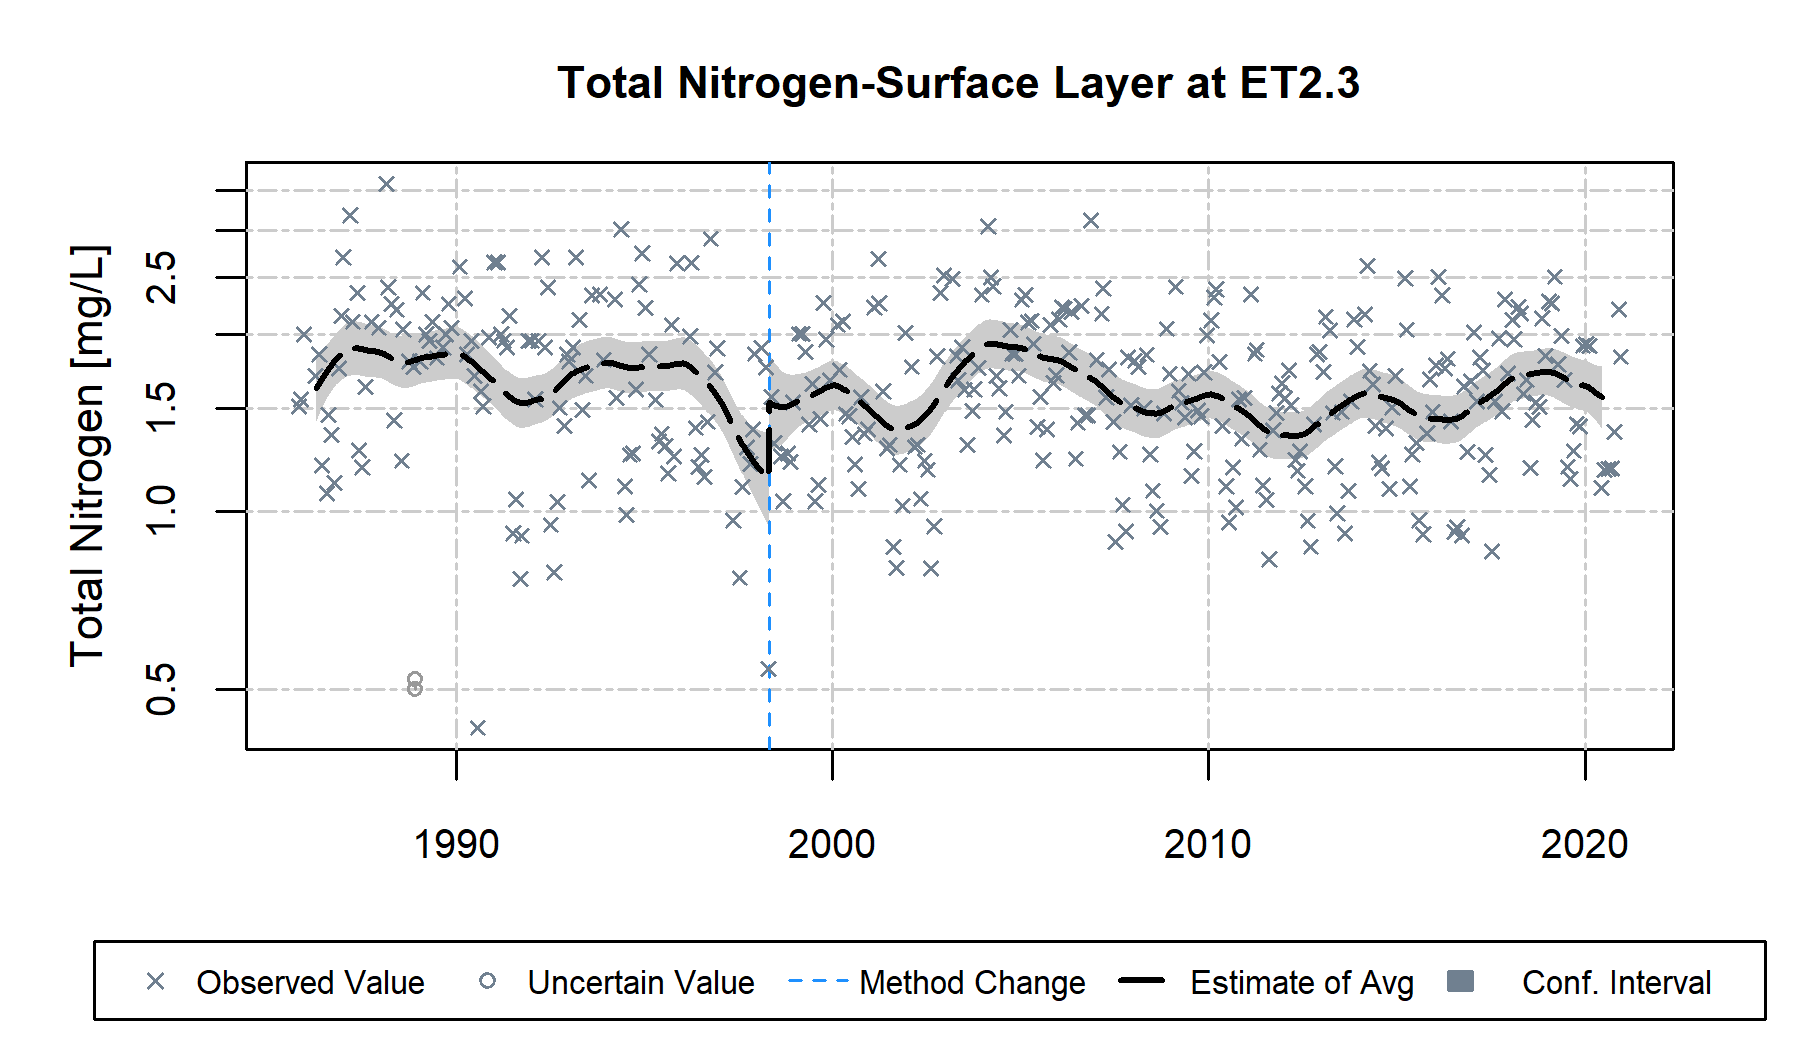 Total Nitrogen-Surface Layer at ET2.3
Total Nitrogen [mg/L]
2.5
1.5
1.0
0.5
1990 2000 2010 2020
Observed Value Uncertain Value Method Change Estimate of Avg Conf. Interval